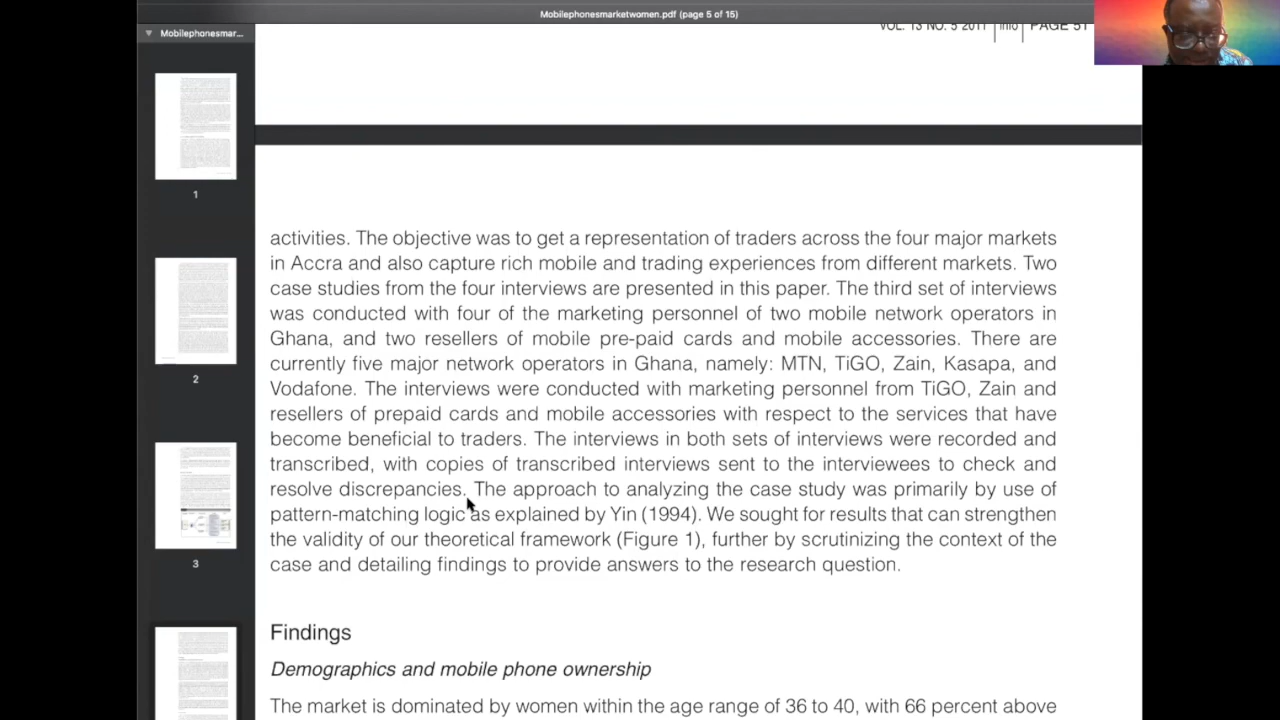 Mobilephonesmarketwomen.pdf (page 5 of 15)
Mobilephonesmar...
VOL. 13 NO. 5 2011 | info | PAGE 51
1
2
3
activities. The objective was to get a representation of traders across the four major markets
in Accra and also capture rich mobile and trading experiences from different markets. Two
case studies from the four interviews are presented in this paper. The third set of interviews
was conducted with four of the marketing personnel of two mobile network operators in
Ghana, and two resellers of mobile pre-paid cards and mobile accessories. There are
currently five major network operators in Ghana, namely: MTN, TiGO, Zain, Kasapa, and
Vodafone. The interviews were conducted with marketing personnel from TiGO, Zain and
resellers of prepaid cards and mobile accessories with respect to the services that have
become beneficial to traders. The interviews in both sets of interviews were recorded and
transcribed with copies of transcribed interviews sent to the interviewees to check and
resolve discrepancies. The approach to analyzing the case study was primarily by use of
pattern-matching logic as explained by Yin (1994). We sought for results that can strengthen
the validity of our theoretical framework (Figure 1), further by scrutinizing the context of the
case and detailing findings to provide answers to the research question.
Findings
Demographics and mobile phone ownership
The market is dominated by women within the age range of 36 to 40, with 66 percent above